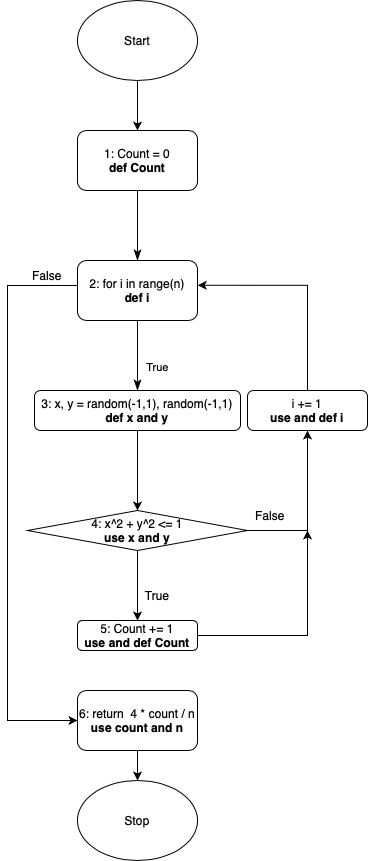 Start
1: Count = 0
def Count
False
2: for i in range(n)
def i
True
3: x, y = random(-1,1), random(-1,1)
def x and y
i += 1
use and def i
4: x^2 + y^2 <= 1
use x and y
False
True
5: Count += 1
use and def Count
6: return  4 * count / n
use count and n
Stop